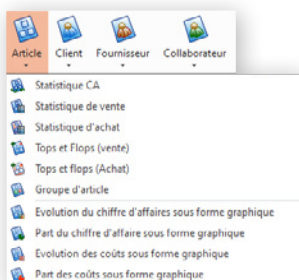 Article Client Fournisseur Collaborateur
Statistique CA
Statistique de vente
Statistique d'achat
Tops et Flops (vente)
Tops et flops (Achat)
Groupe d'article
Evolution du chiffre d'affaires sous forme graphique
Part du chiffre d'affaire sous forme graphique
Evolution des coûts sous forme graphique
Part des coûts sous forme graphique